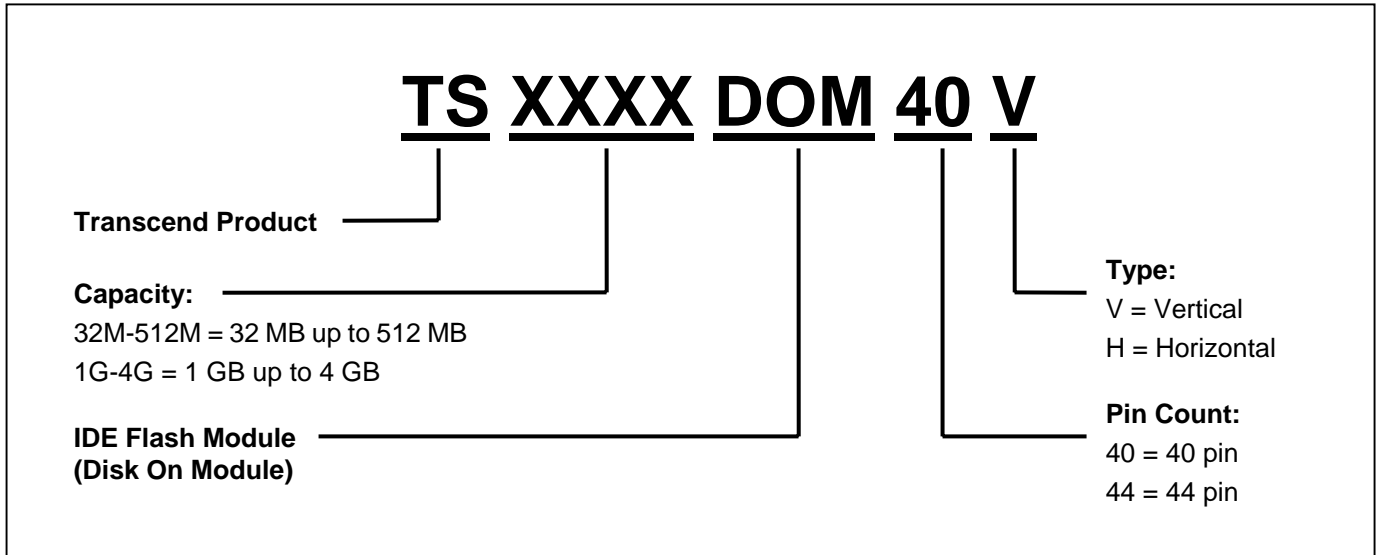 TS XXXX DOM 40 V
Transcend Product
Capacity:
32M-512M = 32 MB up to 512 MB
1G-4G = 1 GB up to 4 GB
IDE Flash Module
(Disk On Module)
Type:
V = Vertical
H = Horizontal
Pin Count:
40 = 40 pin
44 = 44 pin